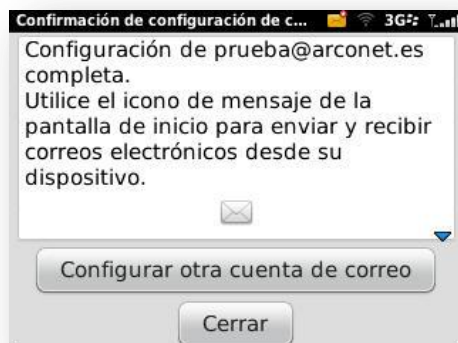 Confirmación de configuración de c... 3G
Configuración de prueba@arconet.es
completa.
Utilice el icono de mensaje de la
pantalla de inicio para enviar y recibir
correos electrónicos desde su
dispositivo.
Configurar otra cuenta de correo
Cerrar